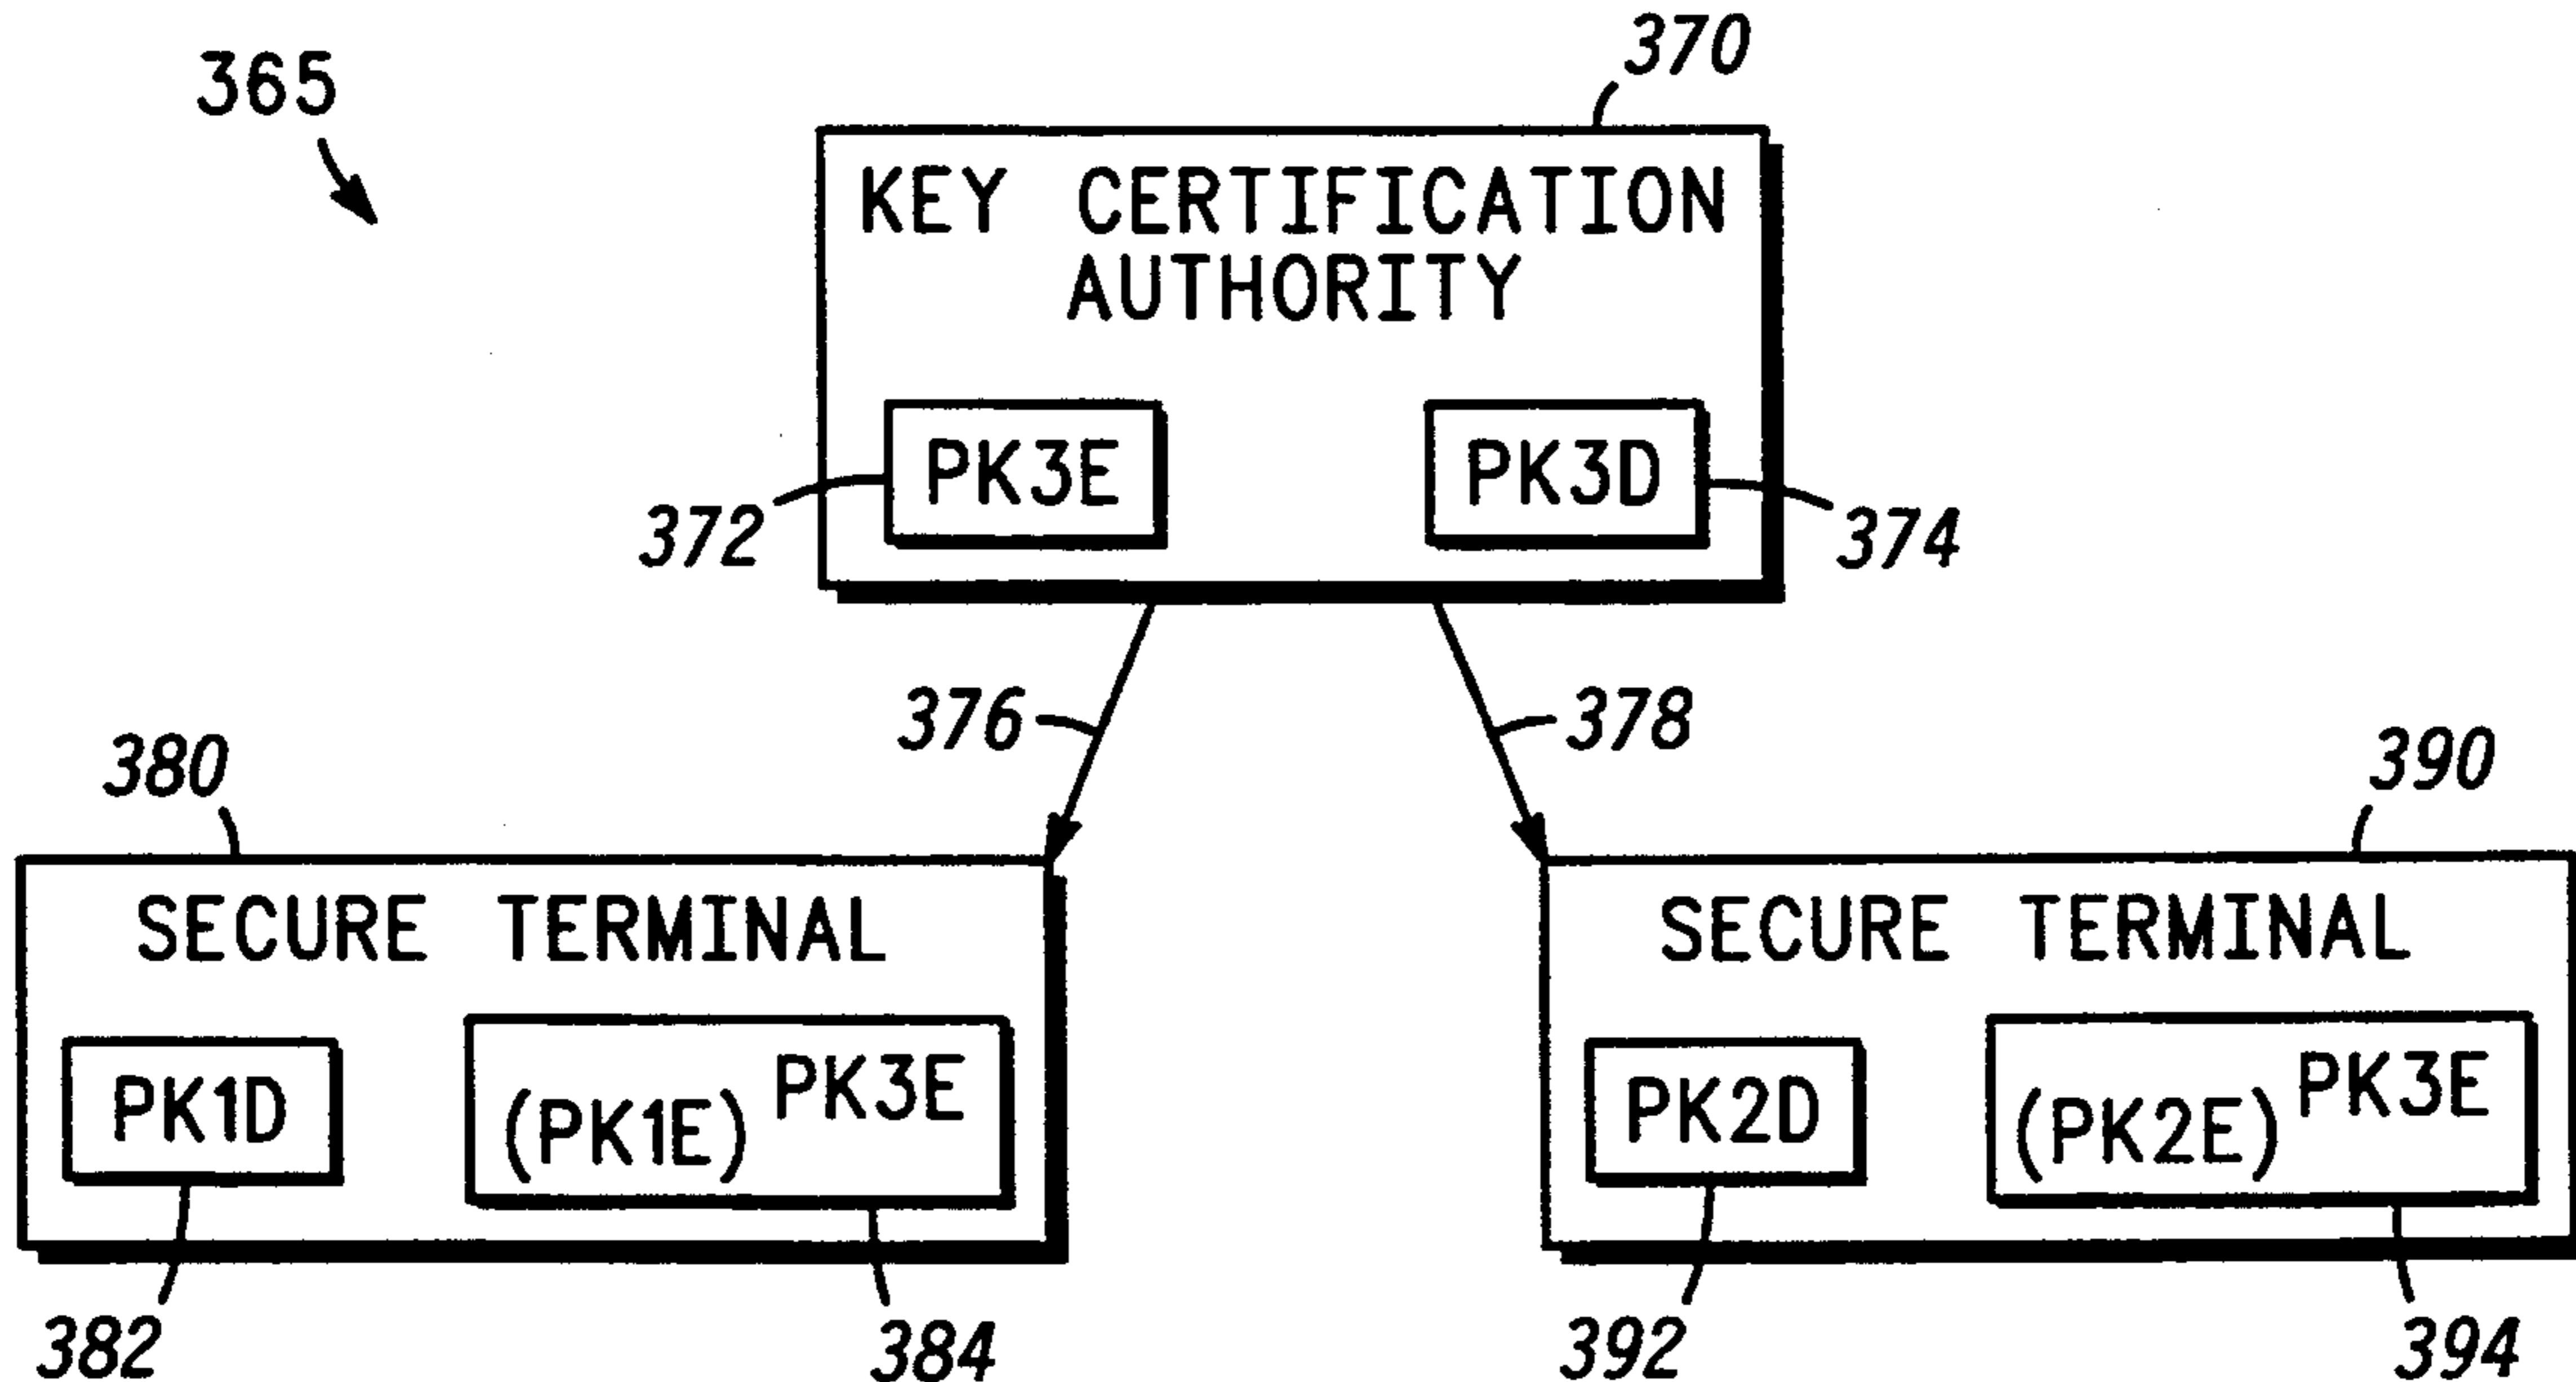 365
370
KEY CERTIFICATION
AUTHORITY
PK3E
PK3D
372
374
376
378
380
390
SECURE TERMINAL
PK1D
(PK1E) PK3E
382
384
SECURE TERMINAL
PK2D
(PK2E) PK3E
392
394